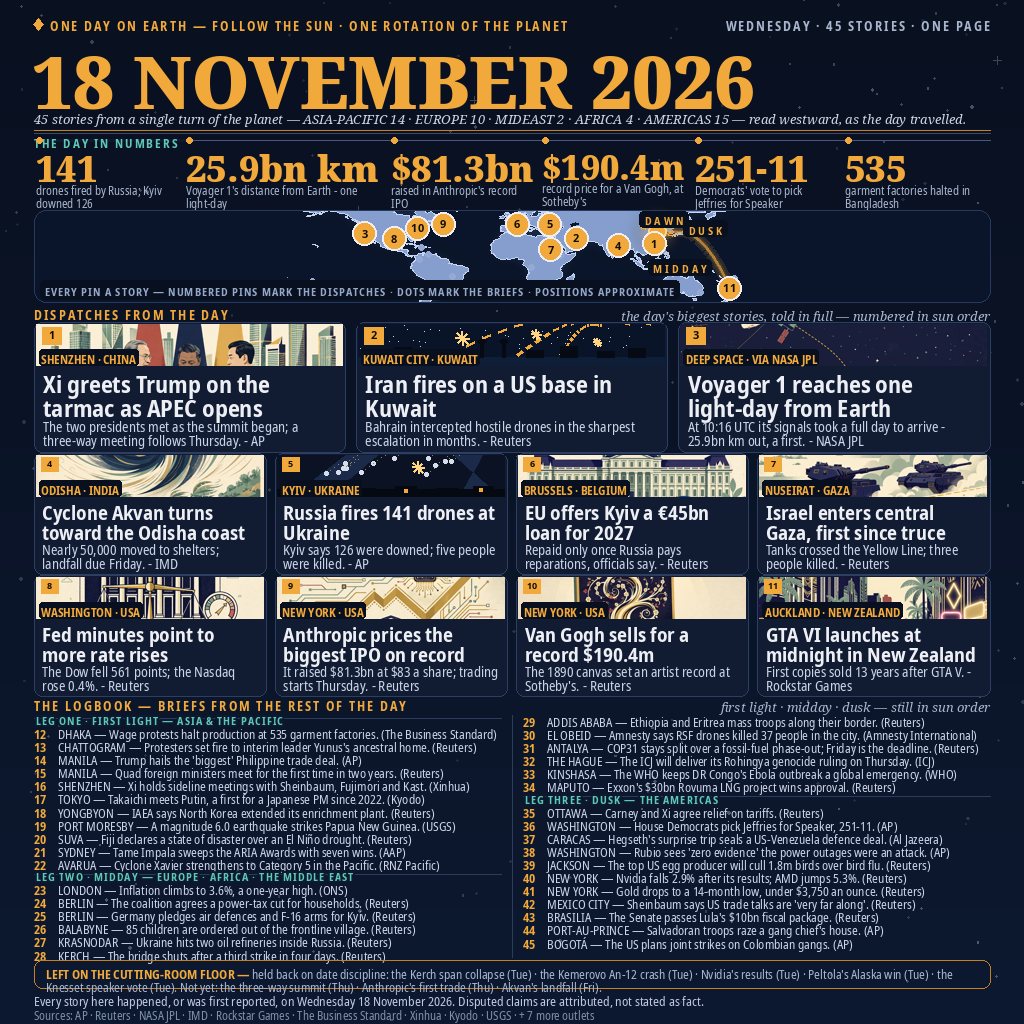 ONE DAY ON EARTH — FOLLOW THE SUN · ONE ROTATION OF THE PLANET
WEDNESDAY · 45 STORIES · ONE PAGE
18 NOVEMBER 2026
45 stories from a single turn of the planet — ASIA-PACIFIC 14 · EUROPE 10 · MIDEAST 2 · AFRICA 4 · AMERICAS 15 — read westward, as the day travelled.
THE DAY IN NUMBERS
141
drones fired by Russia; Kyiv
downed 126
25.9bn km
Voyager 1's distance from Earth - one
light-day
$81.3bn
raised in Anthropic's record
IPO
$190.4m
record price for a Van Gogh, at
Sotheby's
251-11
Democrats' vote to pick
Jeffries for Speaker
535
garment factories halted in
Bangladesh
3
8
10
9
6
5
7
2
4
1
11
DAWN
DUSK
MIDDAY
EVERY PIN A STORY — NUMBERED PINS MARK THE DISPATCHES · DOTS MARK THE BRIEFS · POSITIONS APPROXIMATE
DISPATCHES FROM THE DAY
the day's biggest stories, told in full — numbered in sun order
1
SHENZHEN · CHINA
Xi greets Trump on the
tarmac as APEC opens
The two presidents met as the summit began; a
three-way meeting follows Thursday. - AP
2
KUWAIT CITY · KUWAIT
Iran fires on a US base in
Kuwait
Bahrain intercepted hostile drones in the sharpest
escalation in months. - Reuters
3
DEEP SPACE · VIA NASA JPL
Voyager 1 reaches one
light-day from Earth
At 10:16 UTC its signals took a full day to arrive -
25.9bn km out, a first. - NASA JPL
4
ODISHA · INDIA
Cyclone Akvan turns
toward the Odisha coast
Nearly 50,000 moved to shelters;
landfall due Friday. - IMD
5
KYIV · UKRAINE
Russia fires 141 drones at
Ukraine
Kyiv says 126 were downed; five people
were killed. - AP
6
BRUSSELS · BELGIUM
EU offers Kyiv a €45bn
loan for 2027
Repaid only once Russia pays
reparations, officials say. - Reuters
7
NUSEIRAT · GAZA
Israel enters central
Gaza, first since truce
Tanks crossed the Yellow Line; three
people killed. - Reuters
8
WASHINGTON · USA
Fed minutes point to
more rate rises
The Dow fell 561 points; the Nasdaq
rose 0.4%. - Reuters
9
NEW YORK · USA
Anthropic prices the
biggest IPO on record
It raised $81.3bn at $83 a share; trading
starts Thursday. - Reuters
10
NEW YORK · USA
Van Gogh sells for a
record $190.4m
The 1890 canvas set an artist record at
Sotheby's. - Reuters
11
AUCKLAND · NEW ZEALAND
GTA VI launches at
midnight in New Zealand
First copies sold 13 years after GTA V. -
Rockstar Games
THE LOGBOOK — BRIEFS FROM THE REST OF THE DAY
first light · midday · dusk — still in sun order
LEG ONE · FIRST LIGHT — ASIA & THE PACIFIC
12 DHAKA — Wage protests halt production at 535 garment factories. (The Business Standard)
13 CHATTOGRAM — Protesters set fire to interim leader Yunus's ancestral home. (Reuters)
14 MANILA — Trump hails the 'biggest' Philippine trade deal. (AP)
15 MANILA — Quad foreign ministers meet for the first time in two years. (Reuters)
16 SHENZHEN — Xi holds sideline meetings with Sheinbaum, Fujimori and Kast. (Xinhua)
17 TOKYO — Takaichi meets Putin, a first for a Japanese PM since 2022. (Kyodo)
18 YONGBYON — IAEA says North Korea extended its enrichment plant. (Reuters)
19 PORT MORESBY — A magnitude 6.0 earthquake strikes Papua New Guinea. (USGS)
20 SUVA — Fiji declares a state of disaster over an El Niño drought. (Reuters)
21 SYDNEY — Tame Impala sweeps the ARIA Awards with seven wins. (AAP)
22 AVARUA — Cyclone Xavier strengthens to Category 5 in the Pacific. (RNZ Pacific)
LEG TWO · MIDDAY — EUROPE · AFRICA · THE MIDDLE EAST
23 LONDON — Inflation climbs to 3.6%, a one-year high. (ONS)
24 BERLIN — The coalition agrees a power-tax cut for households. (Reuters)
25 BERLIN — Germany pledges air defences and F-16 arms for Kyiv. (Reuters)
26 BALABYNE — 85 children are ordered out of the frontline village. (Reuters)
27 KRASNODAR — Ukraine hits two oil refineries inside Russia. (Reuters)
28 KERCH — The bridge shuts after a third strike in four days. (Reuters)
29 ADDIS ABABA — Ethiopia and Eritrea mass troops along their border. (Reuters)
30 EL OBEID — Amnesty says RSF drones killed 37 people in the city. (Amnesty International)
31 ANTALYA — COP31 stays split over a fossil-fuel phase-out; Friday is the deadline. (Reuters)
32 THE HAGUE — The ICJ will deliver its Rohingya genocide ruling on Thursday. (ICJ)
33 KINSHASA — The WHO keeps DR Congo's Ebola outbreak a global emergency. (WHO)
34 MAPUTO — Exxon's $30bn Rovuma LNG project wins approval. (Reuters)
LEG THREE · DUSK — THE AMERICAS
35 OTTAWA — Carney and Xi agree relief on tariffs. (Reuters)
36 WASHINGTON — House Democrats pick Jeffries for Speaker, 251-11. (AP)
37 CARACAS — Hegseth's surprise trip seals a US-Venezuela defence deal. (Al Jazeera)
38 WASHINGTON — Rubio sees 'zero evidence' the power outages were an attack. (AP)
39 JACKSON — The top US egg producer will cull 1.8m birds over bird flu. (Reuters)
40 NEW YORK — Nvidia falls 2.9% after its results; AMD jumps 5.3%. (Reuters)
41 NEW YORK — Gold drops to a 14-month low, under $3,750 an ounce. (Reuters)
42 MEXICO CITY — Sheinbaum says US trade talks are 'very far along'. (Reuters)
43 BRASILIA — The Senate passes Lula's $10bn fiscal package. (Reuters)
44 PORT-AU-PRINCE — Salvadoran troops raze a gang chief's house. (AP)
45 BOGOTÁ — The US plans joint strikes on Colombian gangs. (AP)
LEFT ON THE CUTTING-ROOM FLOOR — held back on date discipline: the Kerch span collapse (Tue) · the Kemerovo An-12 crash (Tue) · Nvidia's results (Tue) · Peltola's Alaska win (Tue) · the
Knesset speaker vote (Tue). Not yet: the three-way summit (Thu) · Anthropic's first trade (Thu) · Akvan's landfall (Fri).
Every story here happened, or was first reported, on Wednesday 18 November 2026. Disputed claims are attributed, not stated as fact.
Sources: AP · Reuters · NASA JPL · IMD · Rockstar Games · The Business Standard · Xinhua · Kyodo · USGS · + 7 more outlets